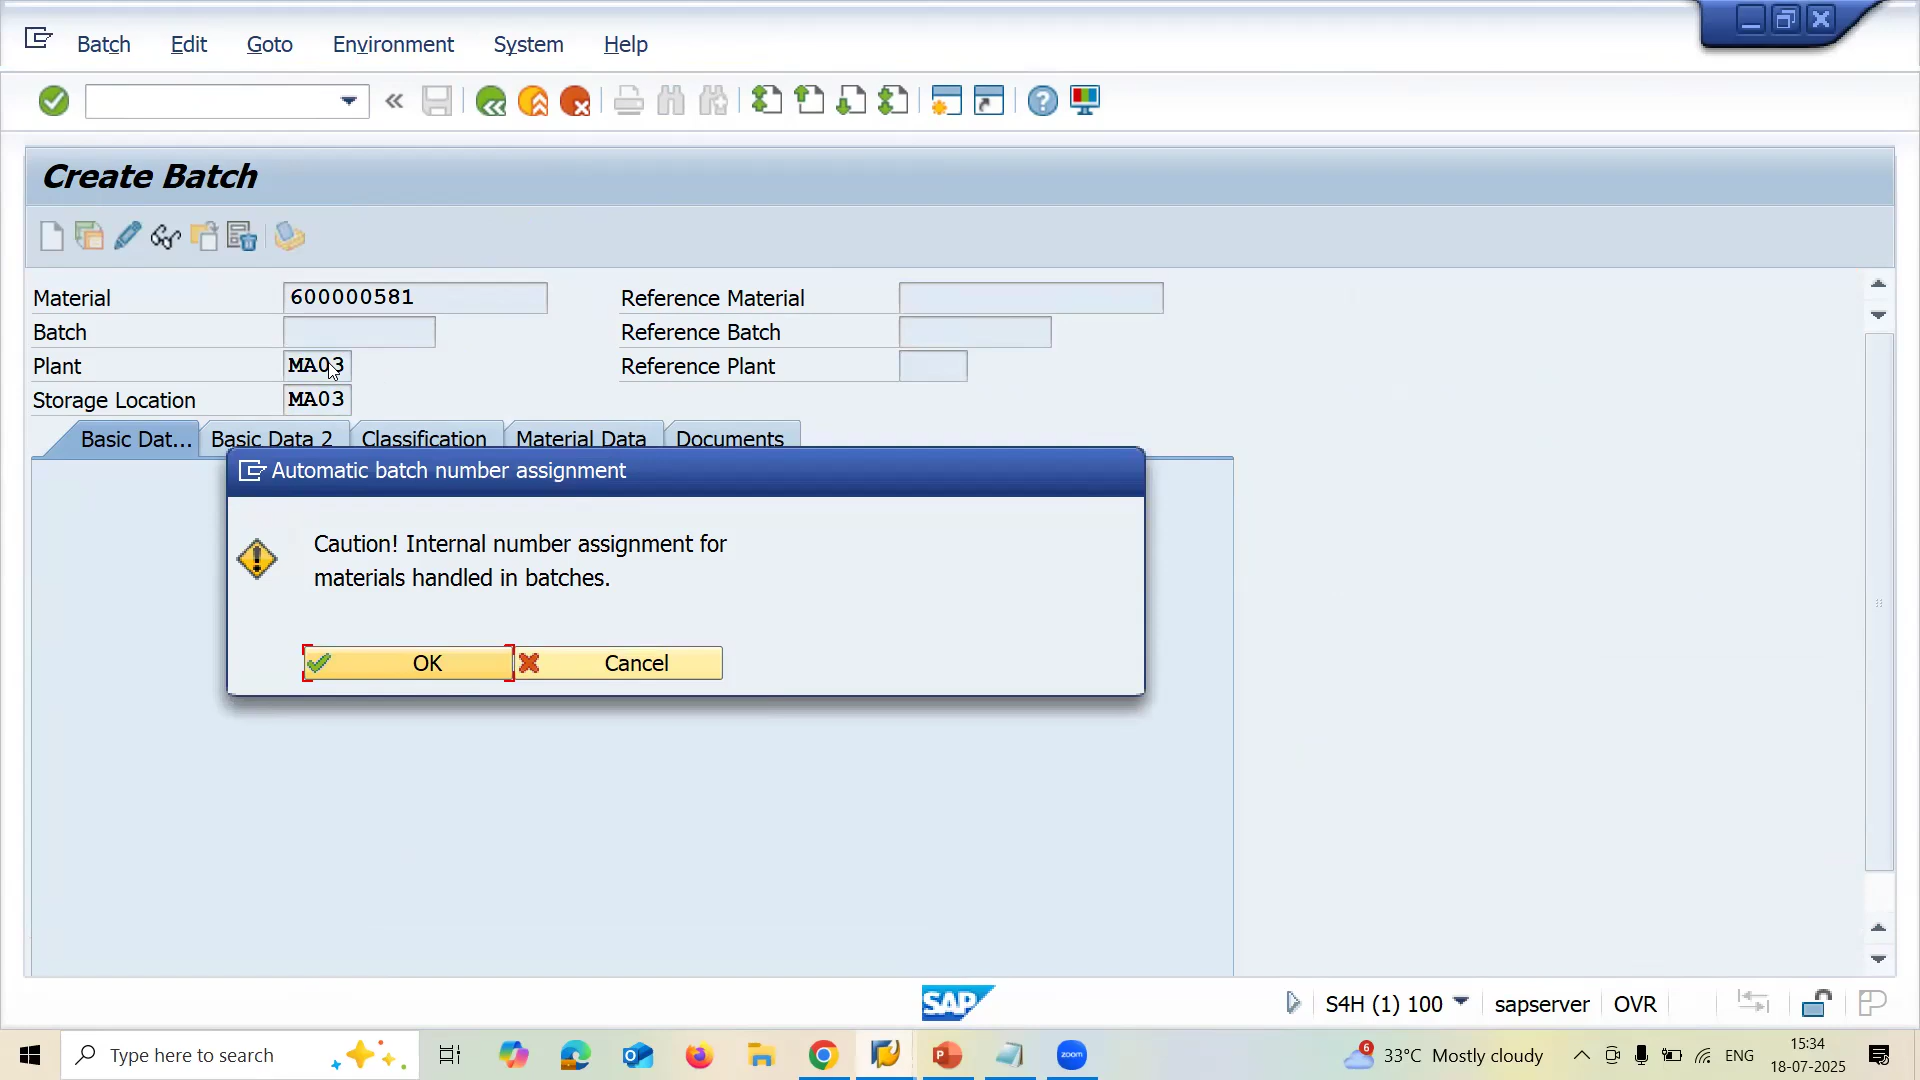 Batch Edit Goto Environment System Help
Create Batch
Material 600000581 Reference Material
Batch Reference Batch
Plant MA03 Reference Plant
Storage Location MA03
Basic Dat... Basic Data 2 Classification Material Data Documents
Automatic batch number assignment
Caution! Internal number assignment for
materials handled in batches.
OK Cancel
SAP S4H (1) 100 sapserver OVR
Type here to search zoom 6 33°C Mostly cloudy ENG 15:34
18-07-2025